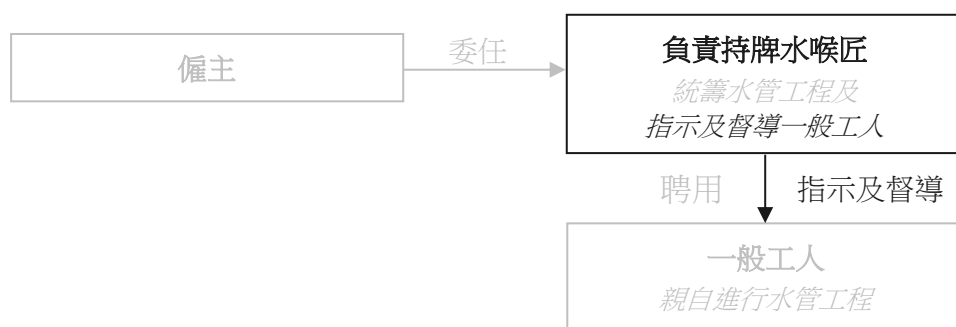 僱主
委任
負責持牌水喉匠
統籌水管工程及
指示及督導一般工人
聘用
指示及督導
一般工人
親自進行水管工程